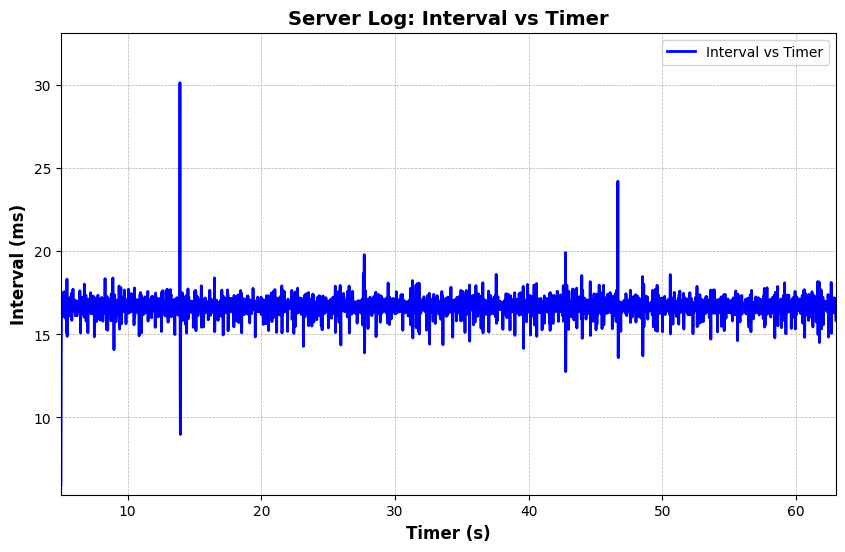 Server Log: Interval vs Timer
Interval vs Timer
30
25
20
15
10
Interval (ms)
10 20 30 40 50 60
Timer (s)